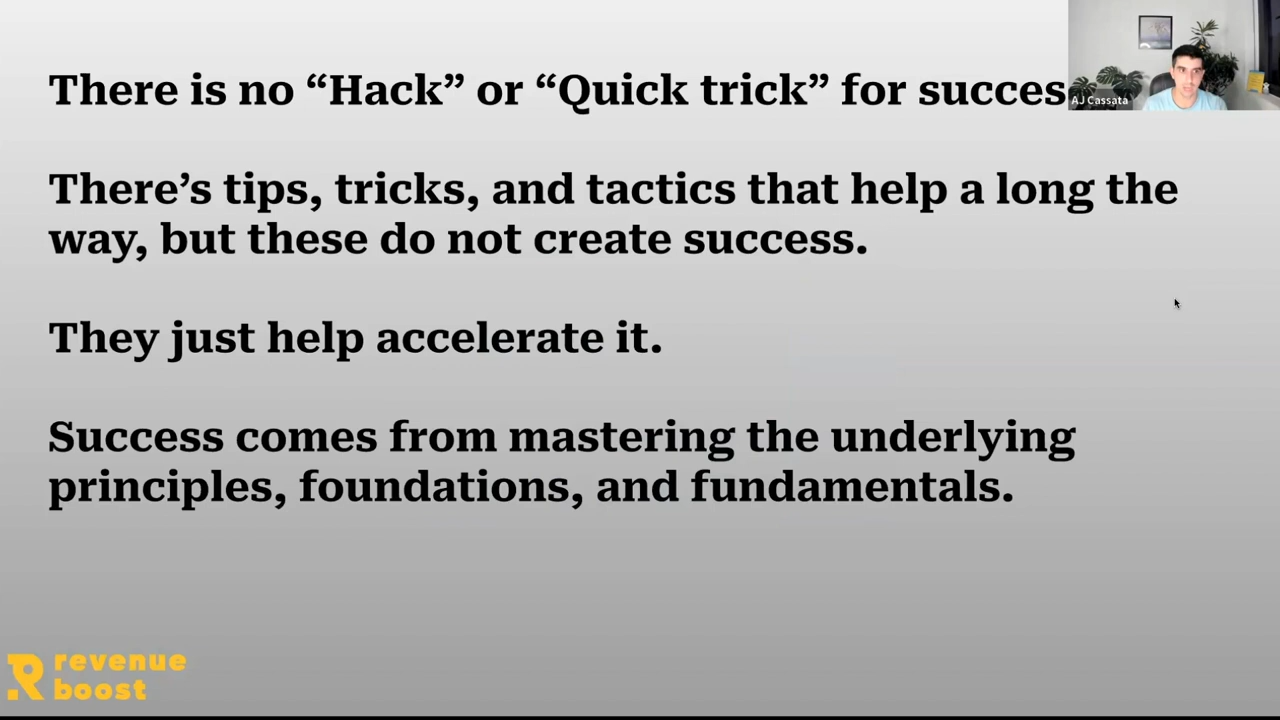 There is no “Hack” or “Quick trick” for succes
AJ Cassata
There’s tips, tricks, and tactics that help a long the
way, but these do not create success.
They just help accelerate it.
Success comes from mastering the underlying
principles, foundations, and fundamentals.
revenue
boost